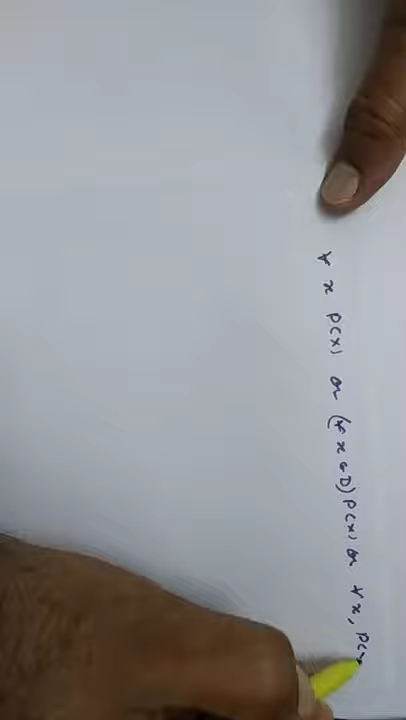 ∀ x P(x) or (∀ x ∈ D) P(x) or ∀ x, P(x